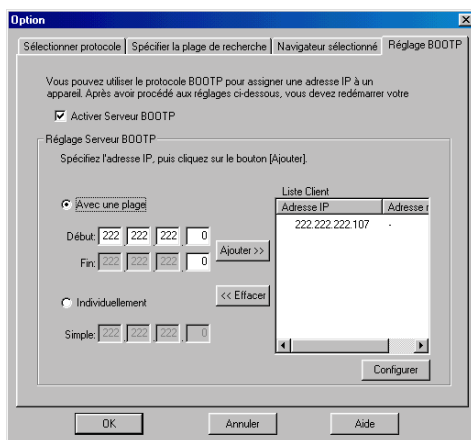 Option
Sélectionner protocole Spécifier la plage de recherche Navigateur sélectionné Réglage BOOTP
Vous pouvez utiliser le protocole BOOTP pour assigner une adresse IP à un
appareil. Après avoir procédé aux réglages ci-dessous, vous devez redémarrer votre
Activer Serveur BOOTP
Réglage Serveur BOOTP
Spécifiez l'adresse IP, puis cliquez sur le bouton [Ajouter].
Liste Client
Adresse IP Adresse
222.222.222.107 -
Avec une plage
Début: 222 . 222 . 222 . 0
Fin: 222 . 222 . 222 . 0
Ajouter >>
<< Effacer
Individuellement
Simple: 222 . 222 . 222 . 0
Configurer
OK Annuler Aide